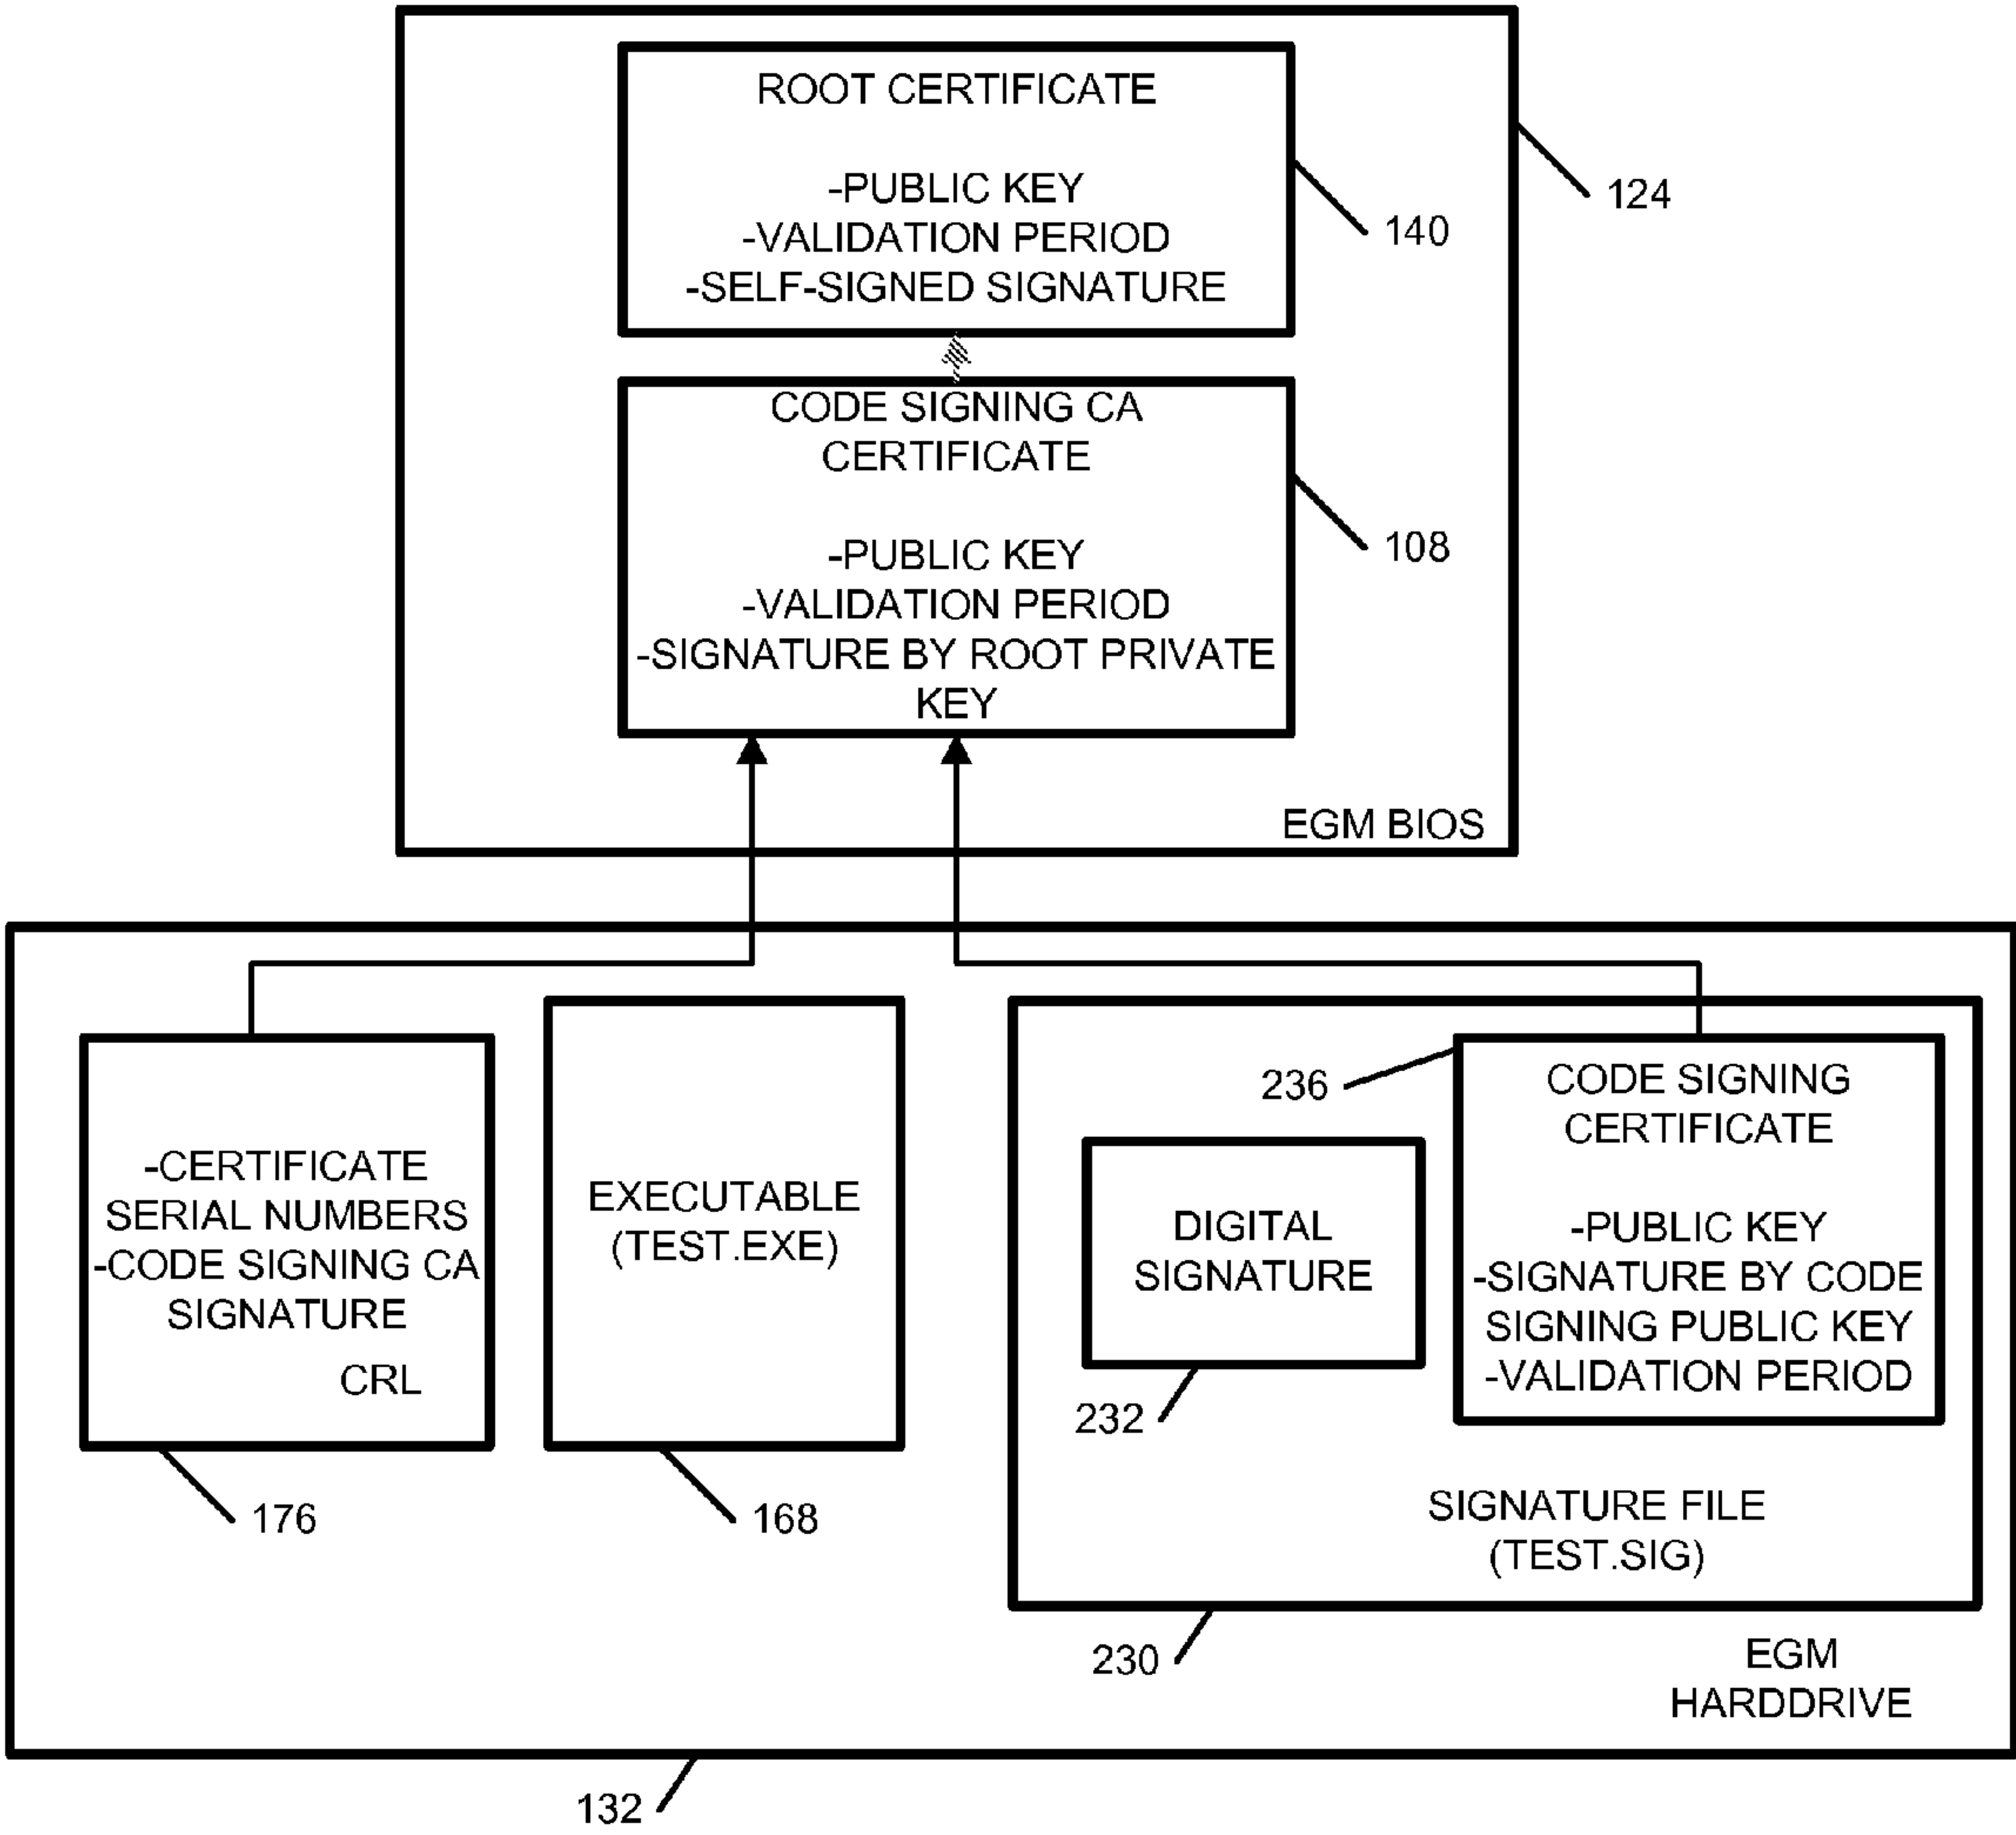 ROOT CERTIFICATE
-PUBLIC KEY
-VALIDATION PERIOD
-SELF-SIGNED SIGNATURE
124
140
CODE SIGNING CA
CERTIFICATE
-PUBLIC KEY
-VALIDATION PERIOD
-SIGNATURE BY ROOT PRIVATE
KEY
108
EGM BIOS
-CERTIFICATE
SERIAL NUMBERS
-CODE SIGNING CA
SIGNATURE
CRL
176
EXECUTABLE
(TEST.EXE)
168
236
CODE SIGNING
CERTIFICATE
-PUBLIC KEY
-SIGNATURE BY CODE
SIGNING PUBLIC KEY
-VALIDATION PERIOD
DIGITAL
SIGNATURE
232
SIGNATURE FILE
(TEST.SIG)
230
EGM
HARDDRIVE
132